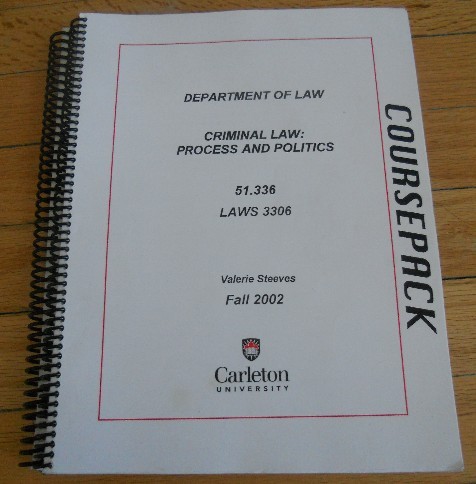 DEPARTMENT OF LAW
CRIMINAL LAW:
PROCESS AND POLITICS
51.336
LAWS 3306
Valerie Steeves
Fall 2002
Carleton
UNIVERSITY
COURSEPACK